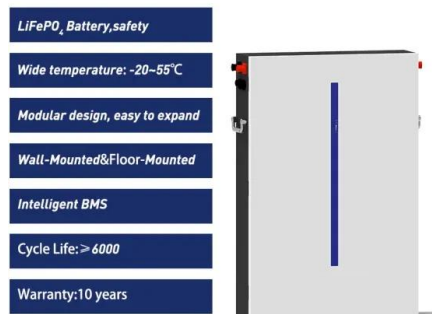 LiFePO₄ Battery,safety
Wide temperature: -20~55℃
Modular design, easy to expand
Wall-Mounted&Floor-Mounted
Intelligent BMS
Cycle Life:≥6000
Warranty:10 years